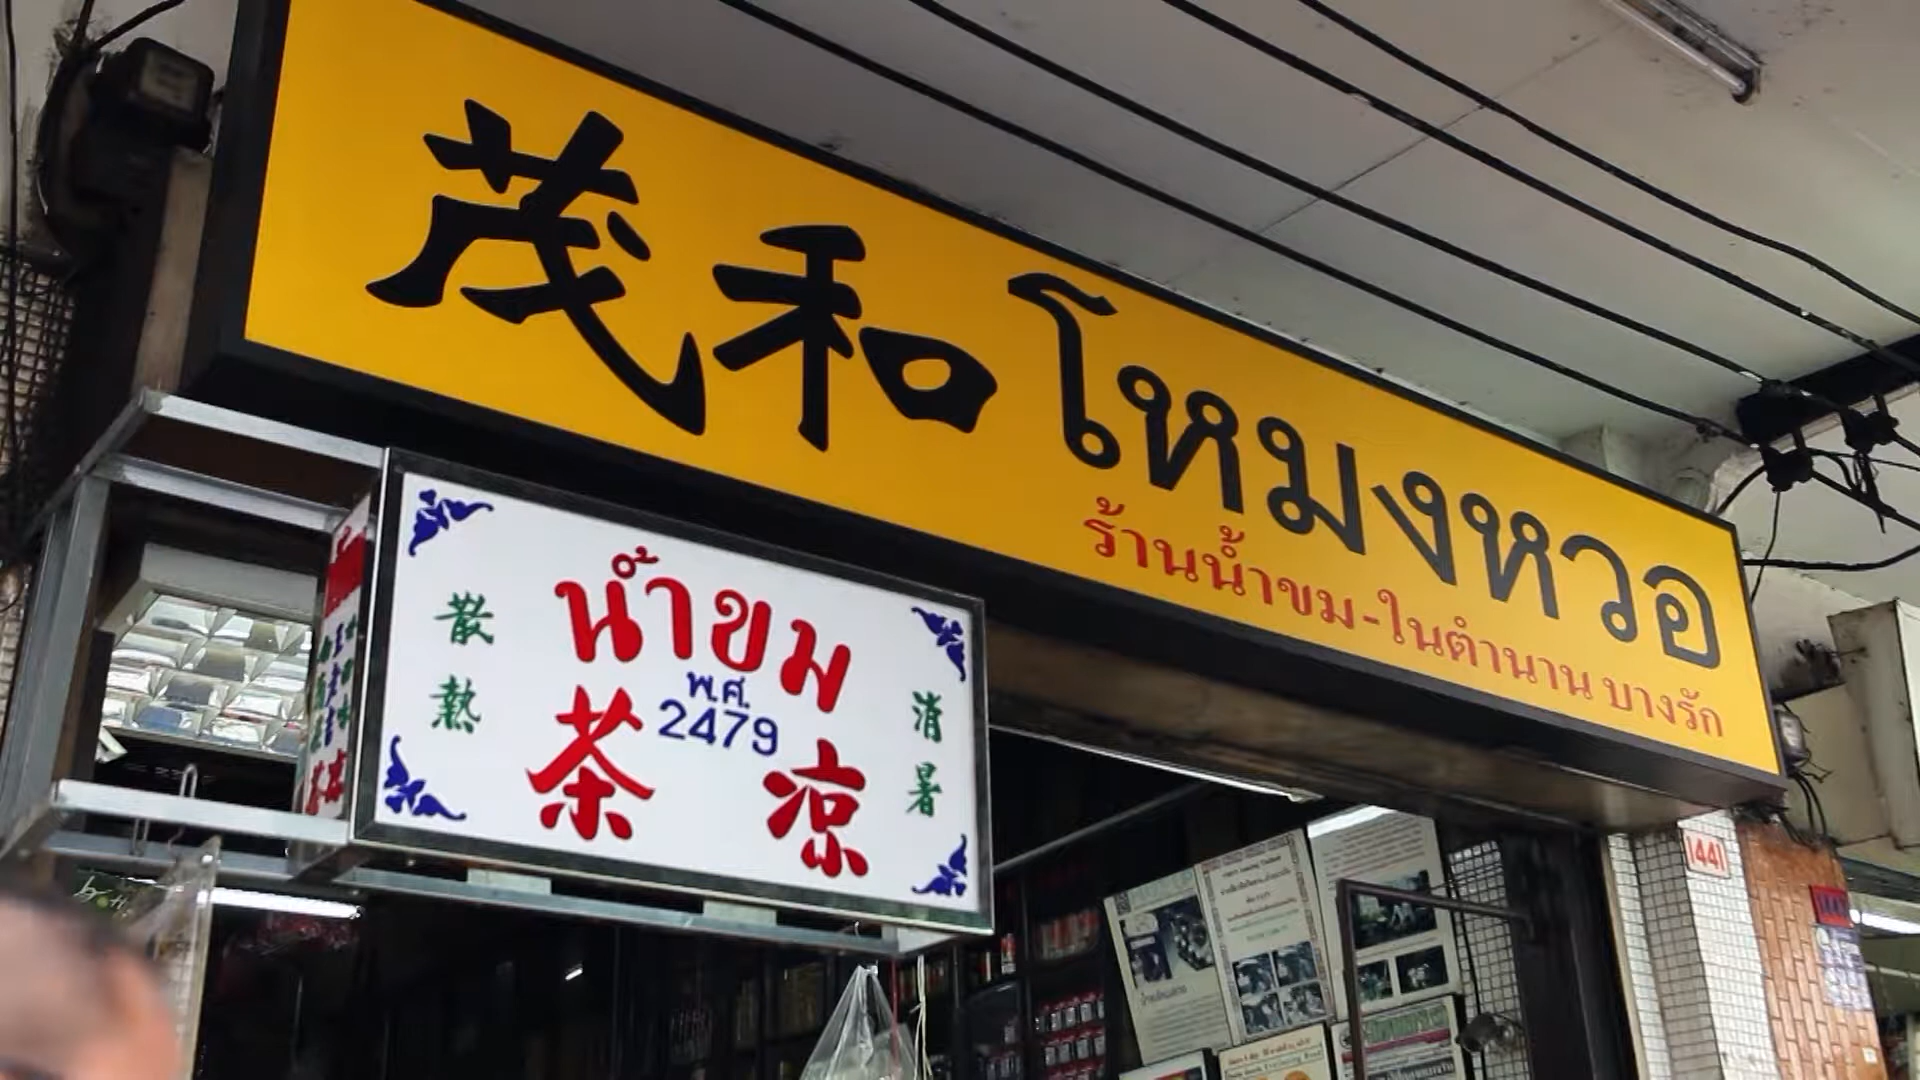 茂和 โหมงหวอ
ร้านน้ำขม-ในตำนาน บางรัก
น้ำขม
พ.ศ.
2479
茶 凉
散熱
消暑
1441